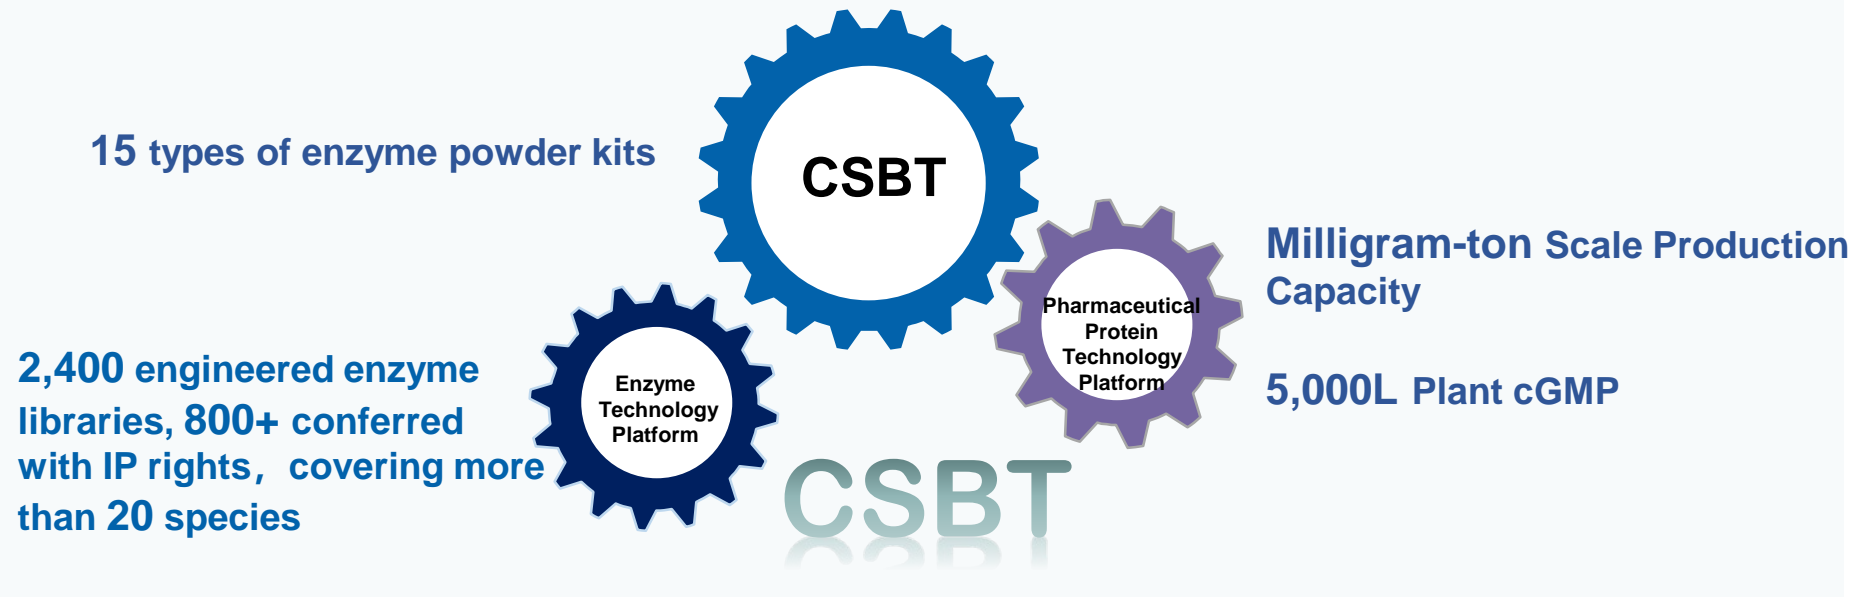 15 types of enzyme powder kits
CSBT
Milligram-ton Scale Production
Capacity
5,000L Plant cGMP
Pharmaceutical
Protein
Technology
Platform
2,400 engineered enzyme
libraries, 800+ conferred
with IP rights，covering more
than 20 species
Enzyme
Technology
Platform
CSBT